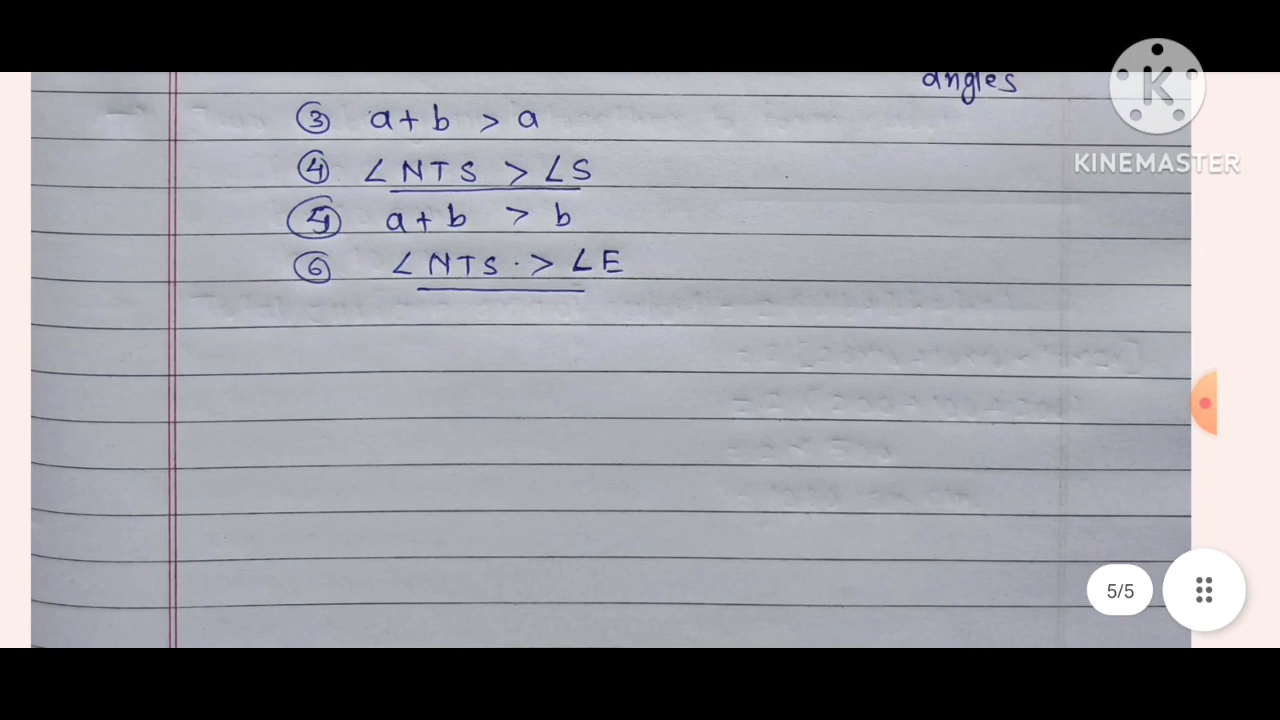 angles
③ a + b > a
④ ∠NTS > ∠S
⑤ a + b > b
⑥ ∠NTS . > ∠E
K
KINEMASTER
5/5